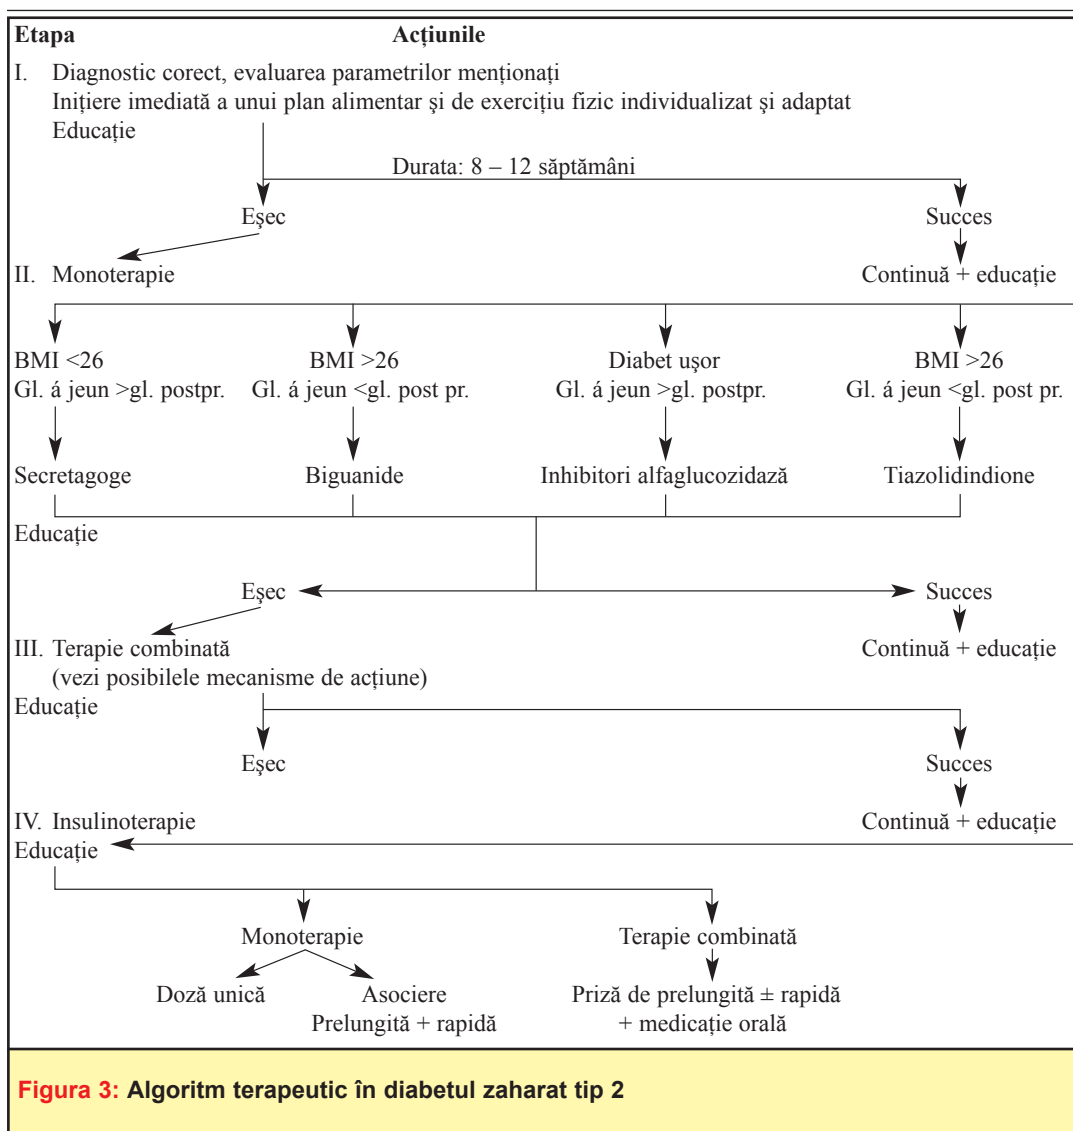 Etapa Acțiunile
I. Diagnostic corect, evaluarea parametrilor menționați
Inițiere imediată a unui plan alimentar şi de exercițiu fizic individualizat şi adaptat
Educație
Durata: 8 – 12 săptămâni
Eşec Succes
II. Monoterapie Continuă + educație
BMI <26 BMI >26 Diabet uşor BMI >26
Gl. á jeun >gl. postpr. Gl. á jeun <gl. post pr. Gl. á jeun >gl. postpr. Gl. á jeun <gl. post pr.
Secretagoge Biguanide Inhibitori alfaglucozidază Tiazolidindione
Educație
Eşec Succes
III. Terapie combinată Continuă + educație
(vezi posibilele mecanisme de acțiune)
Educație
Eşec Succes
IV. Insulinoterapie Continuă + educație
Educație
Monoterapie Terapie combinată
Doză unică Asociere Priză de prelungită ± rapidă
Prelungită + rapidă + medicație orală
Figura 3: Algoritm terapeutic în diabetul zaharat tip 2